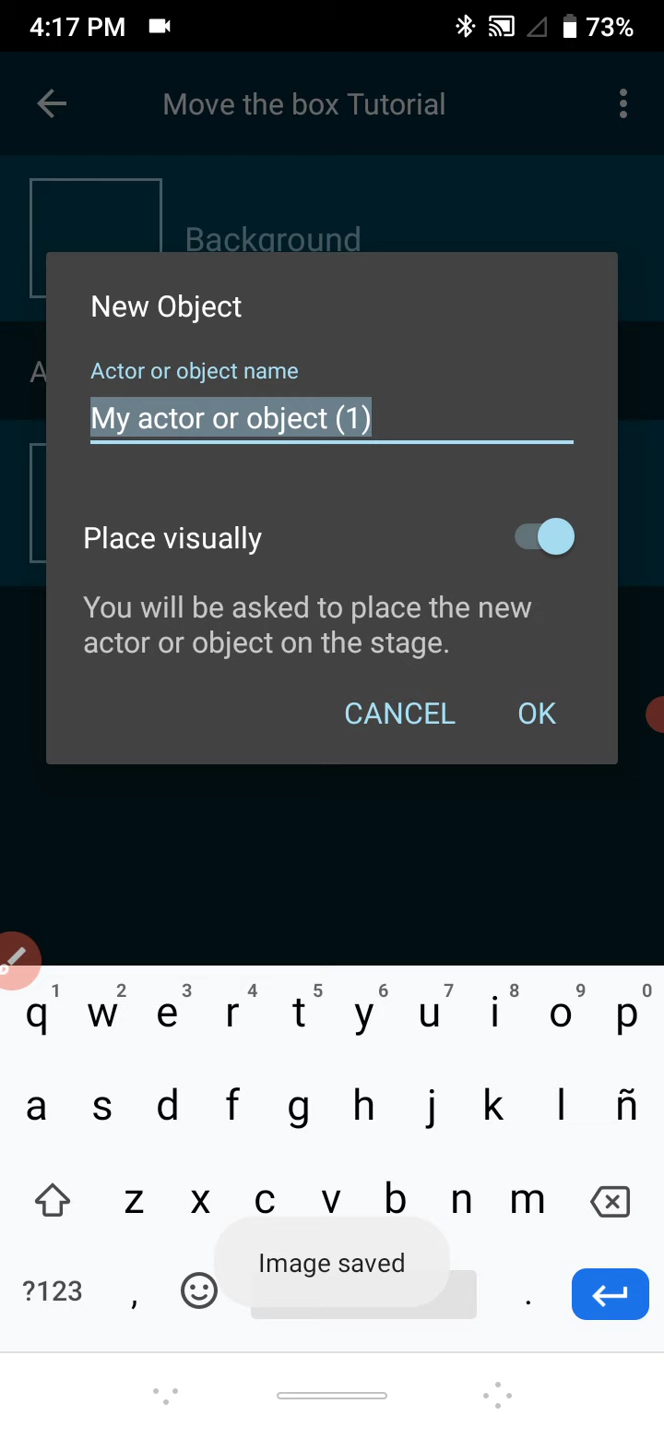 4:17 PM 73%
Move the box Tutorial
Background
A
New Object
Actor or object name
My actor or object (1)
Place visually
You will be asked to place the new
actor or object on the stage.
CANCEL OK
1 2 3 4 5 6 7 8 9 0
q w e r t y u i o p
a s d f g h j k l ñ
z x c v b n m
Image saved
?123 , .